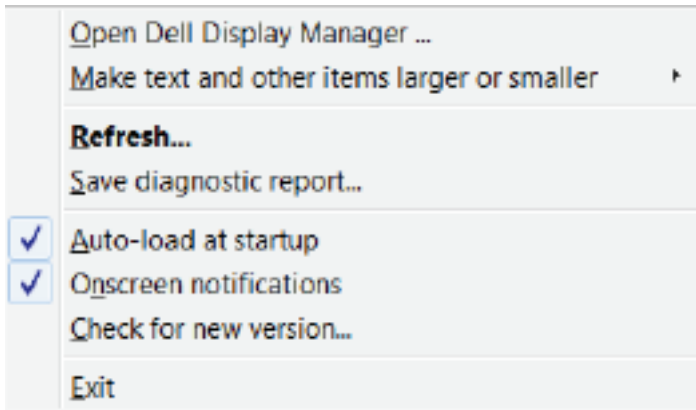 Open Dell Display Manager ...
Make text and other items larger or smaller
Refresh...
Save diagnostic report...
Auto-load at startup
Onscreen notifications
Check for new version...
Exit